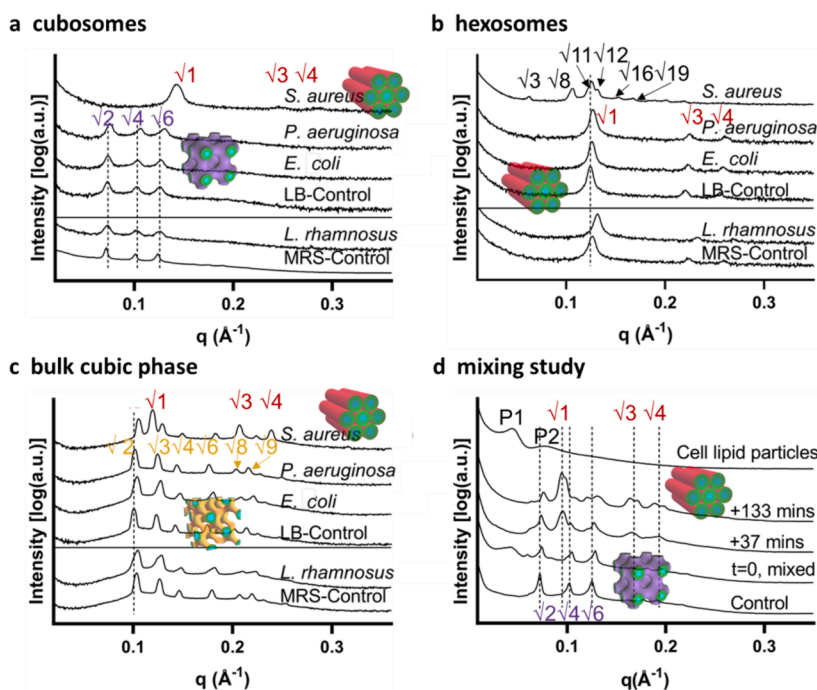 a cubosomes
√1
√3 √4
S. aureus
√2 √4 √6
P. aeruginosa
E. coli
LB-Control
L. rhamnosus
MRS-Control
Intensity [log(a.u.)]
0.1 0.2 0.3
q (Å⁻¹)
b hexosomes
√11 √12
√3 √8 √16 √19
S. aureus
√1 √3 √4
P. aeruginosa
E. coli
LB-Control
L. rhamnosus
MRS-Control
Intensity [log(a.u.)]
0.1 0.2 0.3
q (Å⁻¹)
c bulk cubic phase
√1 √3 √4
S. aureus
√2 √3 √4 √6 √8 √9
P. aeruginosa
E. coli
LB-Control
L. rhamnosus
MRS-Control
Intensity [log(a.u.)]
0.1 0.2 0.3
q (Å⁻¹)
d mixing study
√1 √3 √4
P1
P2
Cell lipid particles
+133 mins
+37 mins
t=0, mixed
Control
√2 √4 √6
Intensity [log(a.u.)]
0.1 0.2 0.3
q(Å⁻¹)